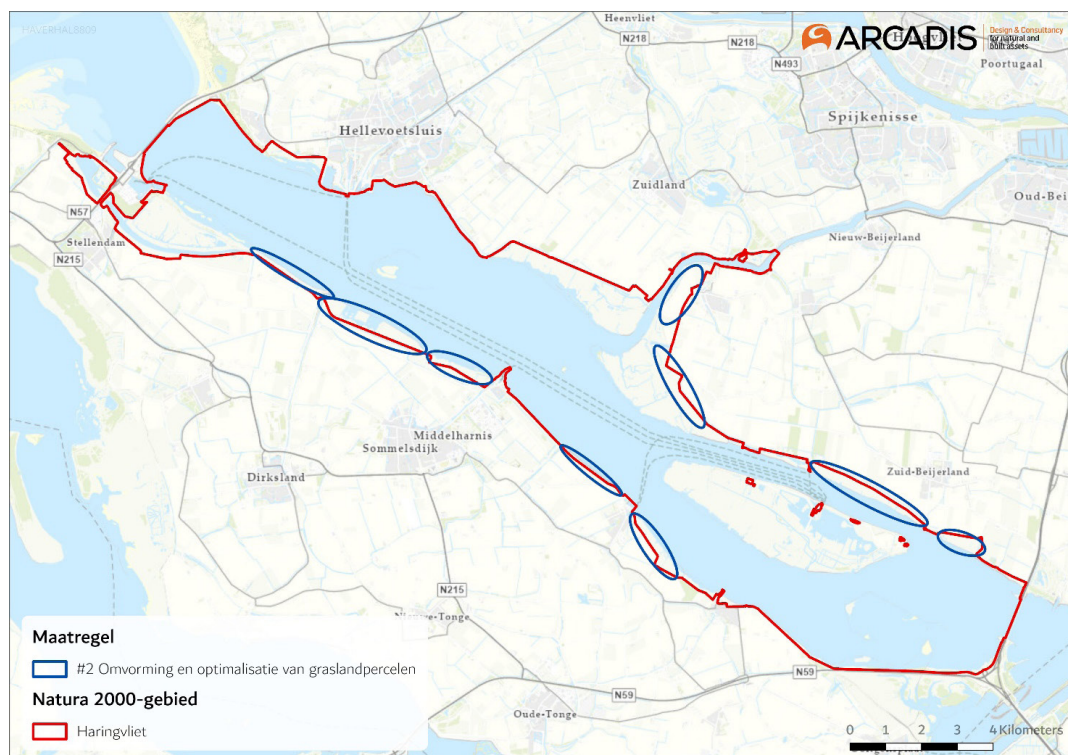 HAVERHALS809
Heenvliet
N218
N218
ARCADIS
Design & Consultancy
for natural and
built assets
Poortugaal
N493
Hellevoetsluis
Spijkenisse
Zuidland
Oud-Bei
N57
Stellendam
N215
Nieuw-Beijerland
Middelharnis
Sommelsdijk
Dirksland
Zuid-Beijerland
N215
N59
N59
Oude-Tonge
Maatregel
#2 Omvorming en optimalisatie van graslandpercelen
Natura 2000-gebied
Haringvliet
0 1 2 3 4 Kilometers